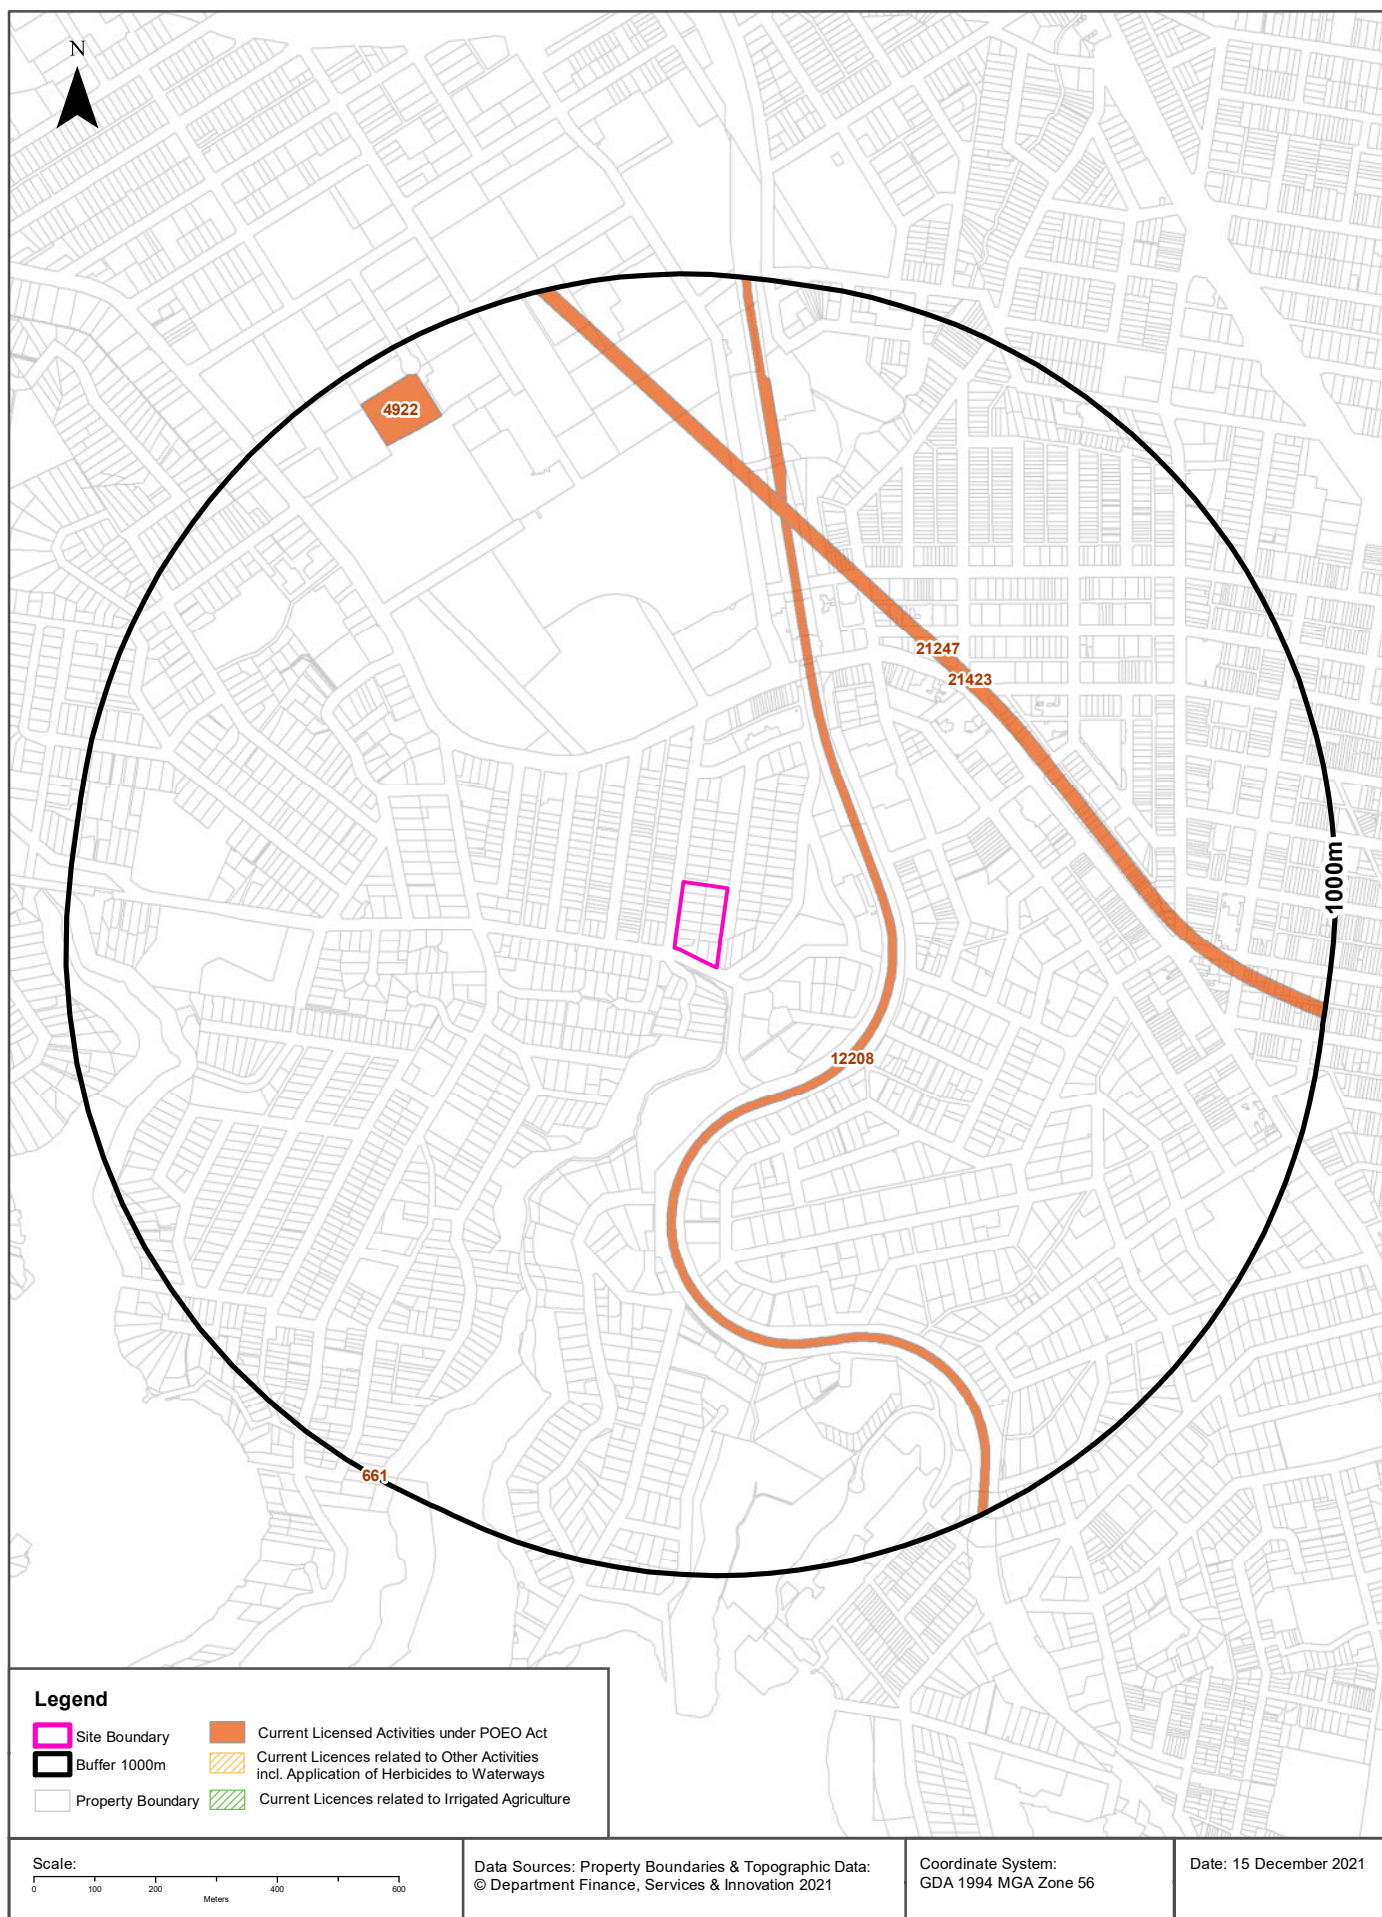 N
4922
21247
21423
1000m
12208
661
Legend
Site Boundary
Buffer 1000m
Property Boundary
Current Licensed Activities under POEO Act
Current Licences related to Other Activities
incl. Application of Herbicides to Waterways
Current Licences related to Irrigated Agriculture
Scale:
0 100 200 400 600
Meters
Data Sources: Property Boundaries & Topographic Data:
© Department Finance, Services & Innovation 2021
Coordinate System:
GDA 1994 MGA Zone 56
Date: 15 December 2021